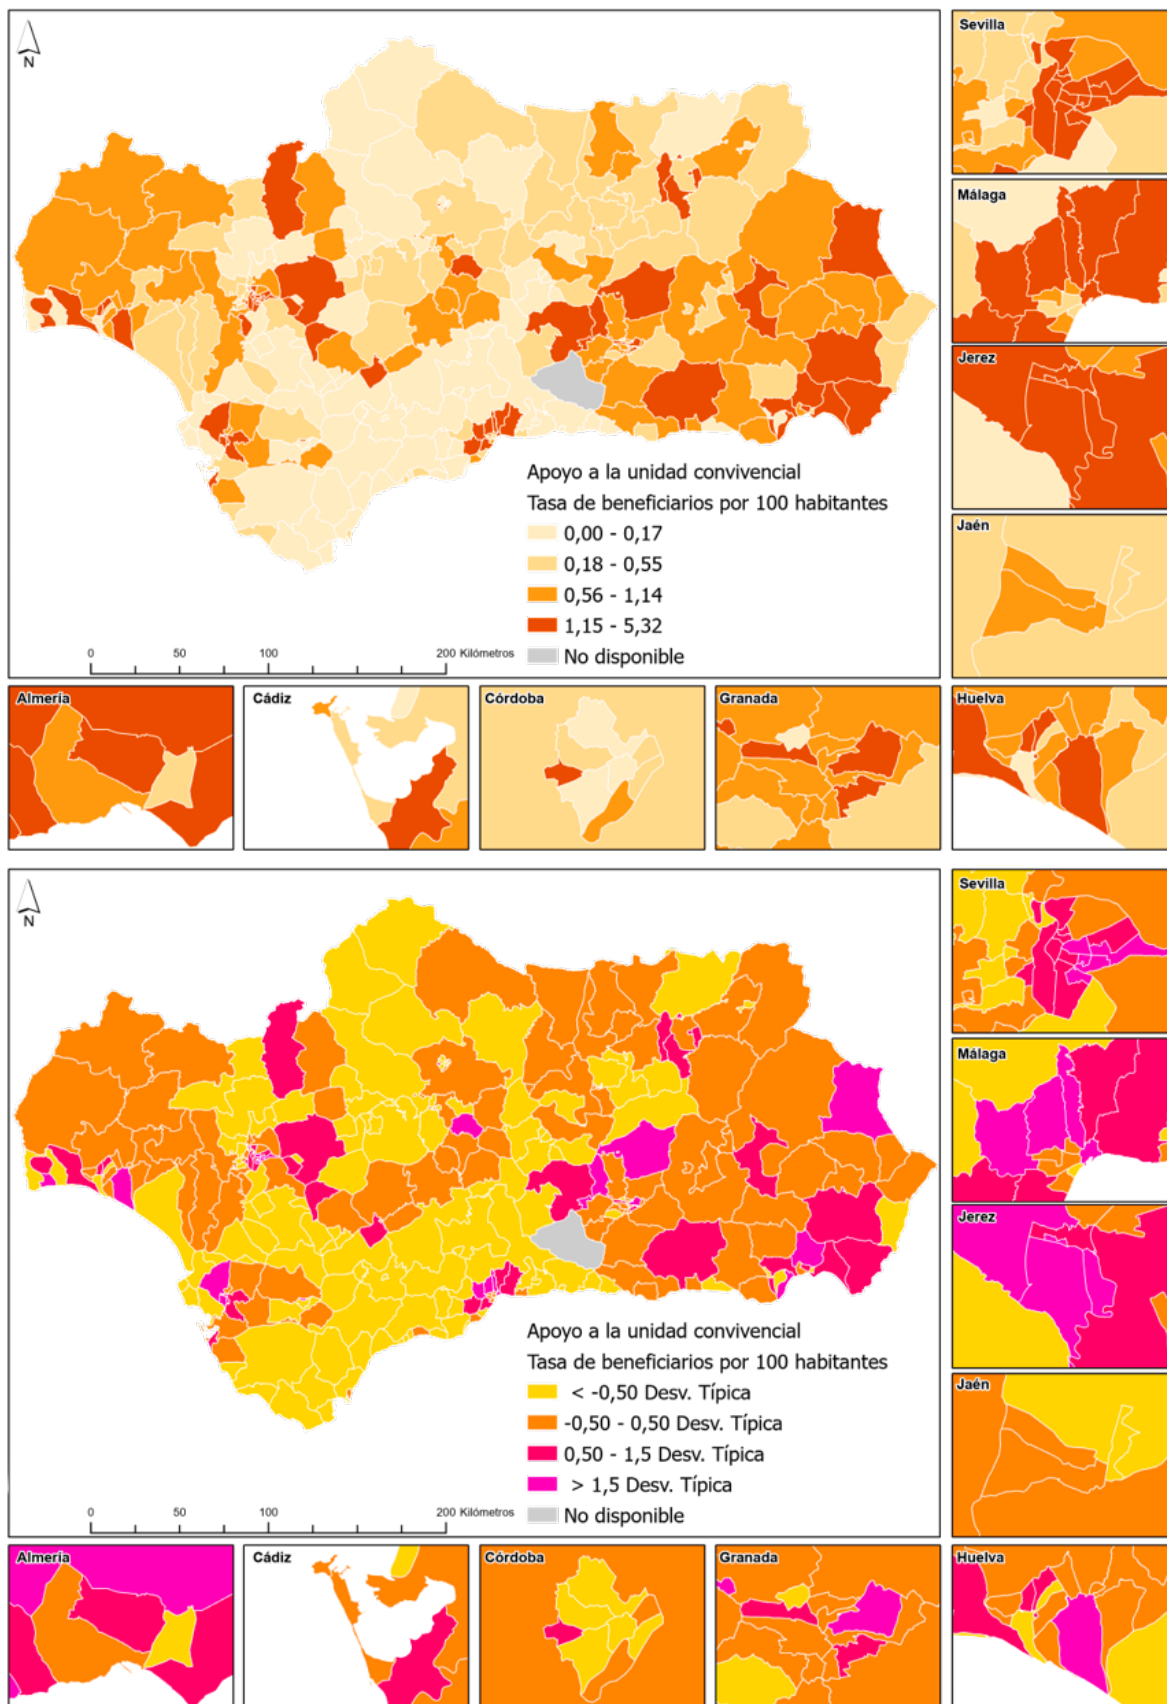 N
Sevilla
Málaga
Jerez
Apoyo a la unidad convivencial
Tasa de beneficiarios por 100 habitantes
0,00 - 0,17
0,18 - 0,55
0,56 - 1,14
1,15 - 5,32
No disponible
0 50 100 200 Kilómetros
Jaén
Almería
Cádiz
Córdoba
Granada
Huelva
N
Sevilla
Málaga
Jerez
Apoyo a la unidad convivencial
Tasa de beneficiarios por 100 habitantes
< -0,50 Desv. Típica
-0,50 - 0,50 Desv. Típica
0,50 - 1,5 Desv. Típica
> 1,5 Desv. Típica
No disponible
0 50 100 200 Kilómetros
Jaén
Almería
Cádiz
Córdoba
Granada
Huelva